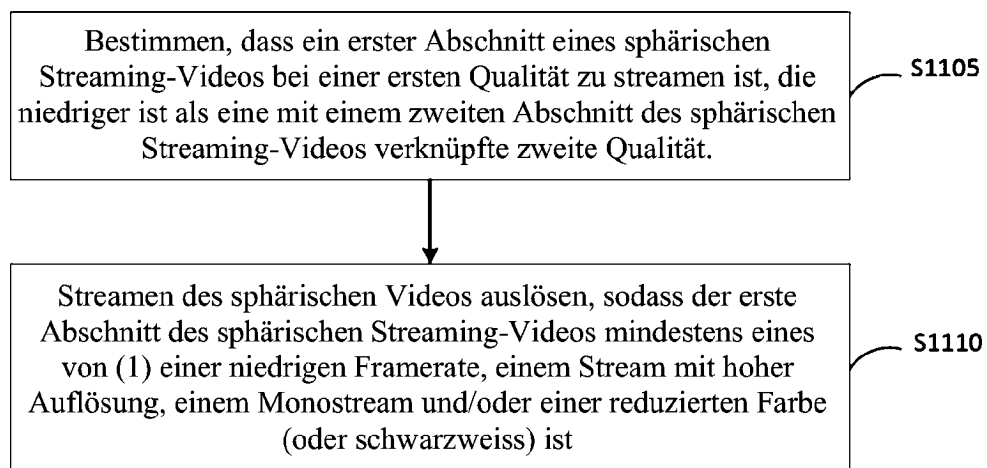 Bestimmen, dass ein erster Abschnitt eines sphärischen
Streaming-Videos bei einer ersten Qualität zu streamen ist, die
niedriger ist als eine mit einem zweiten Abschnitt des sphärischen
Streaming-Videos verknüpfte zweite Qualität.
S1105
Streamen des sphärischen Videos auslösen, sodass der erste
Abschnitt des sphärischen Streaming-Videos mindestens eines
von (1) einer niedrigen Framerate, einem Stream mit hoher
Auflösung, einem Monostream und/oder einer reduzierten Farbe
(oder schwarzweiss) ist
S1110